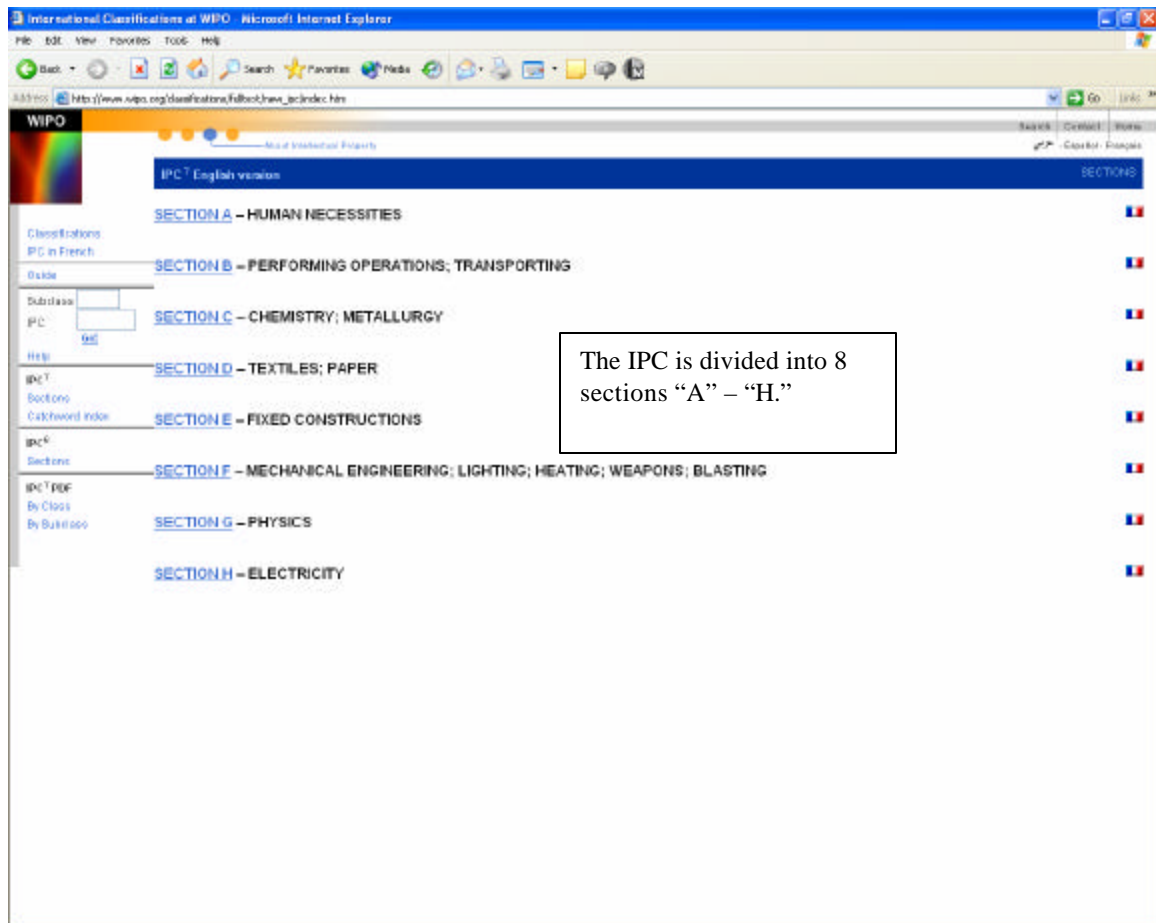 International Classifications at WIPO - Microsoft Internet Explorer
File Edit View Favorites Tools Help
Back Search Favorites Media
Address http://www.wipo.org/classifications/fulltext/new_ipc/index.htm Go Links
WIPO
Search Contact Home
About Intellectual Property
Español Français
IPC7 English version SECTIONS
SECTION A – HUMAN NECESSITIES
Classifications
IPC in French
SECTION B – PERFORMING OPERATIONS; TRANSPORTING
Guide
Subclass
IPC
SECTION C – CHEMISTRY; METALLURGY
Get
Help
The IPC is divided into 8
sections “A” – “H.”
SECTION D – TEXTILES; PAPER
IPC7
Sections
Catchword Index
SECTION E – FIXED CONSTRUCTIONS
IPC6
Sections
SECTION F – MECHANICAL ENGINEERING; LIGHTING; HEATING; WEAPONS; BLASTING
IPC7 PDF
By Class
By Subclass
SECTION G – PHYSICS
SECTION H – ELECTRICITY